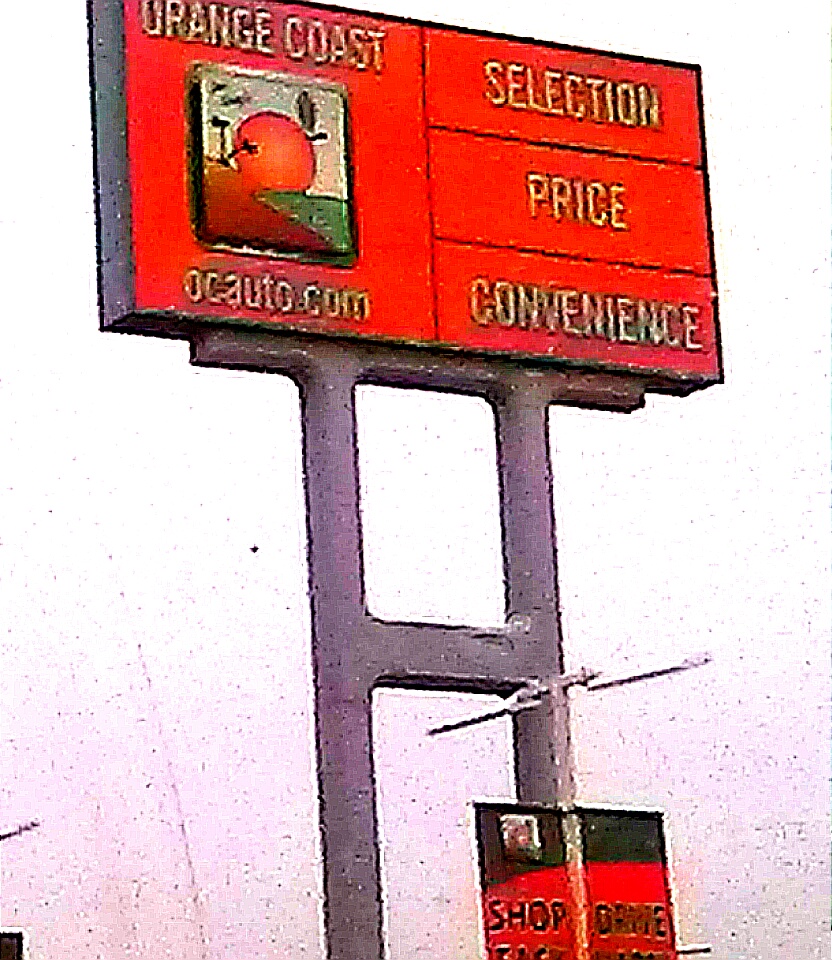 ORANGE COAST
ocauto.com
SELECTION
PRICE
CONVENIENCE
SHOP DRIVE